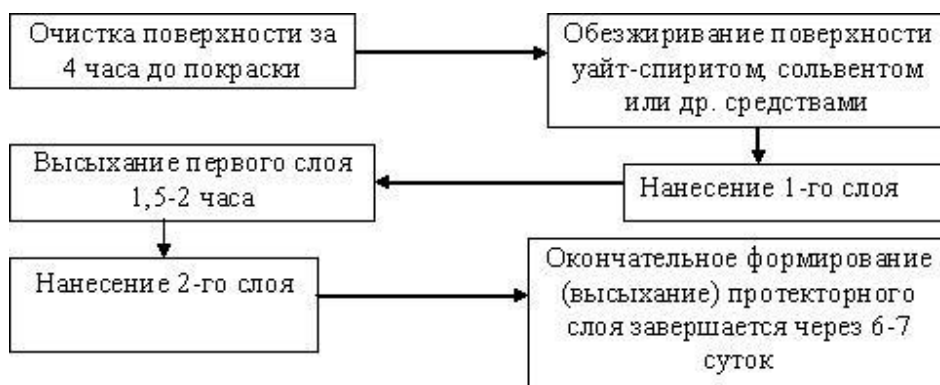 Очистка поверхности за
4 часа до покраски
Обезжиривание поверхности
уайт-спиритом, сольвентом
или др. средствами
Нанесение 1-го слоя
Высыхание первого слоя
1,5-2 часа
Нанесение 2-го слоя
Окончательное формирование
(высыхание) протекторного
слоя завершается через 6-7
суток